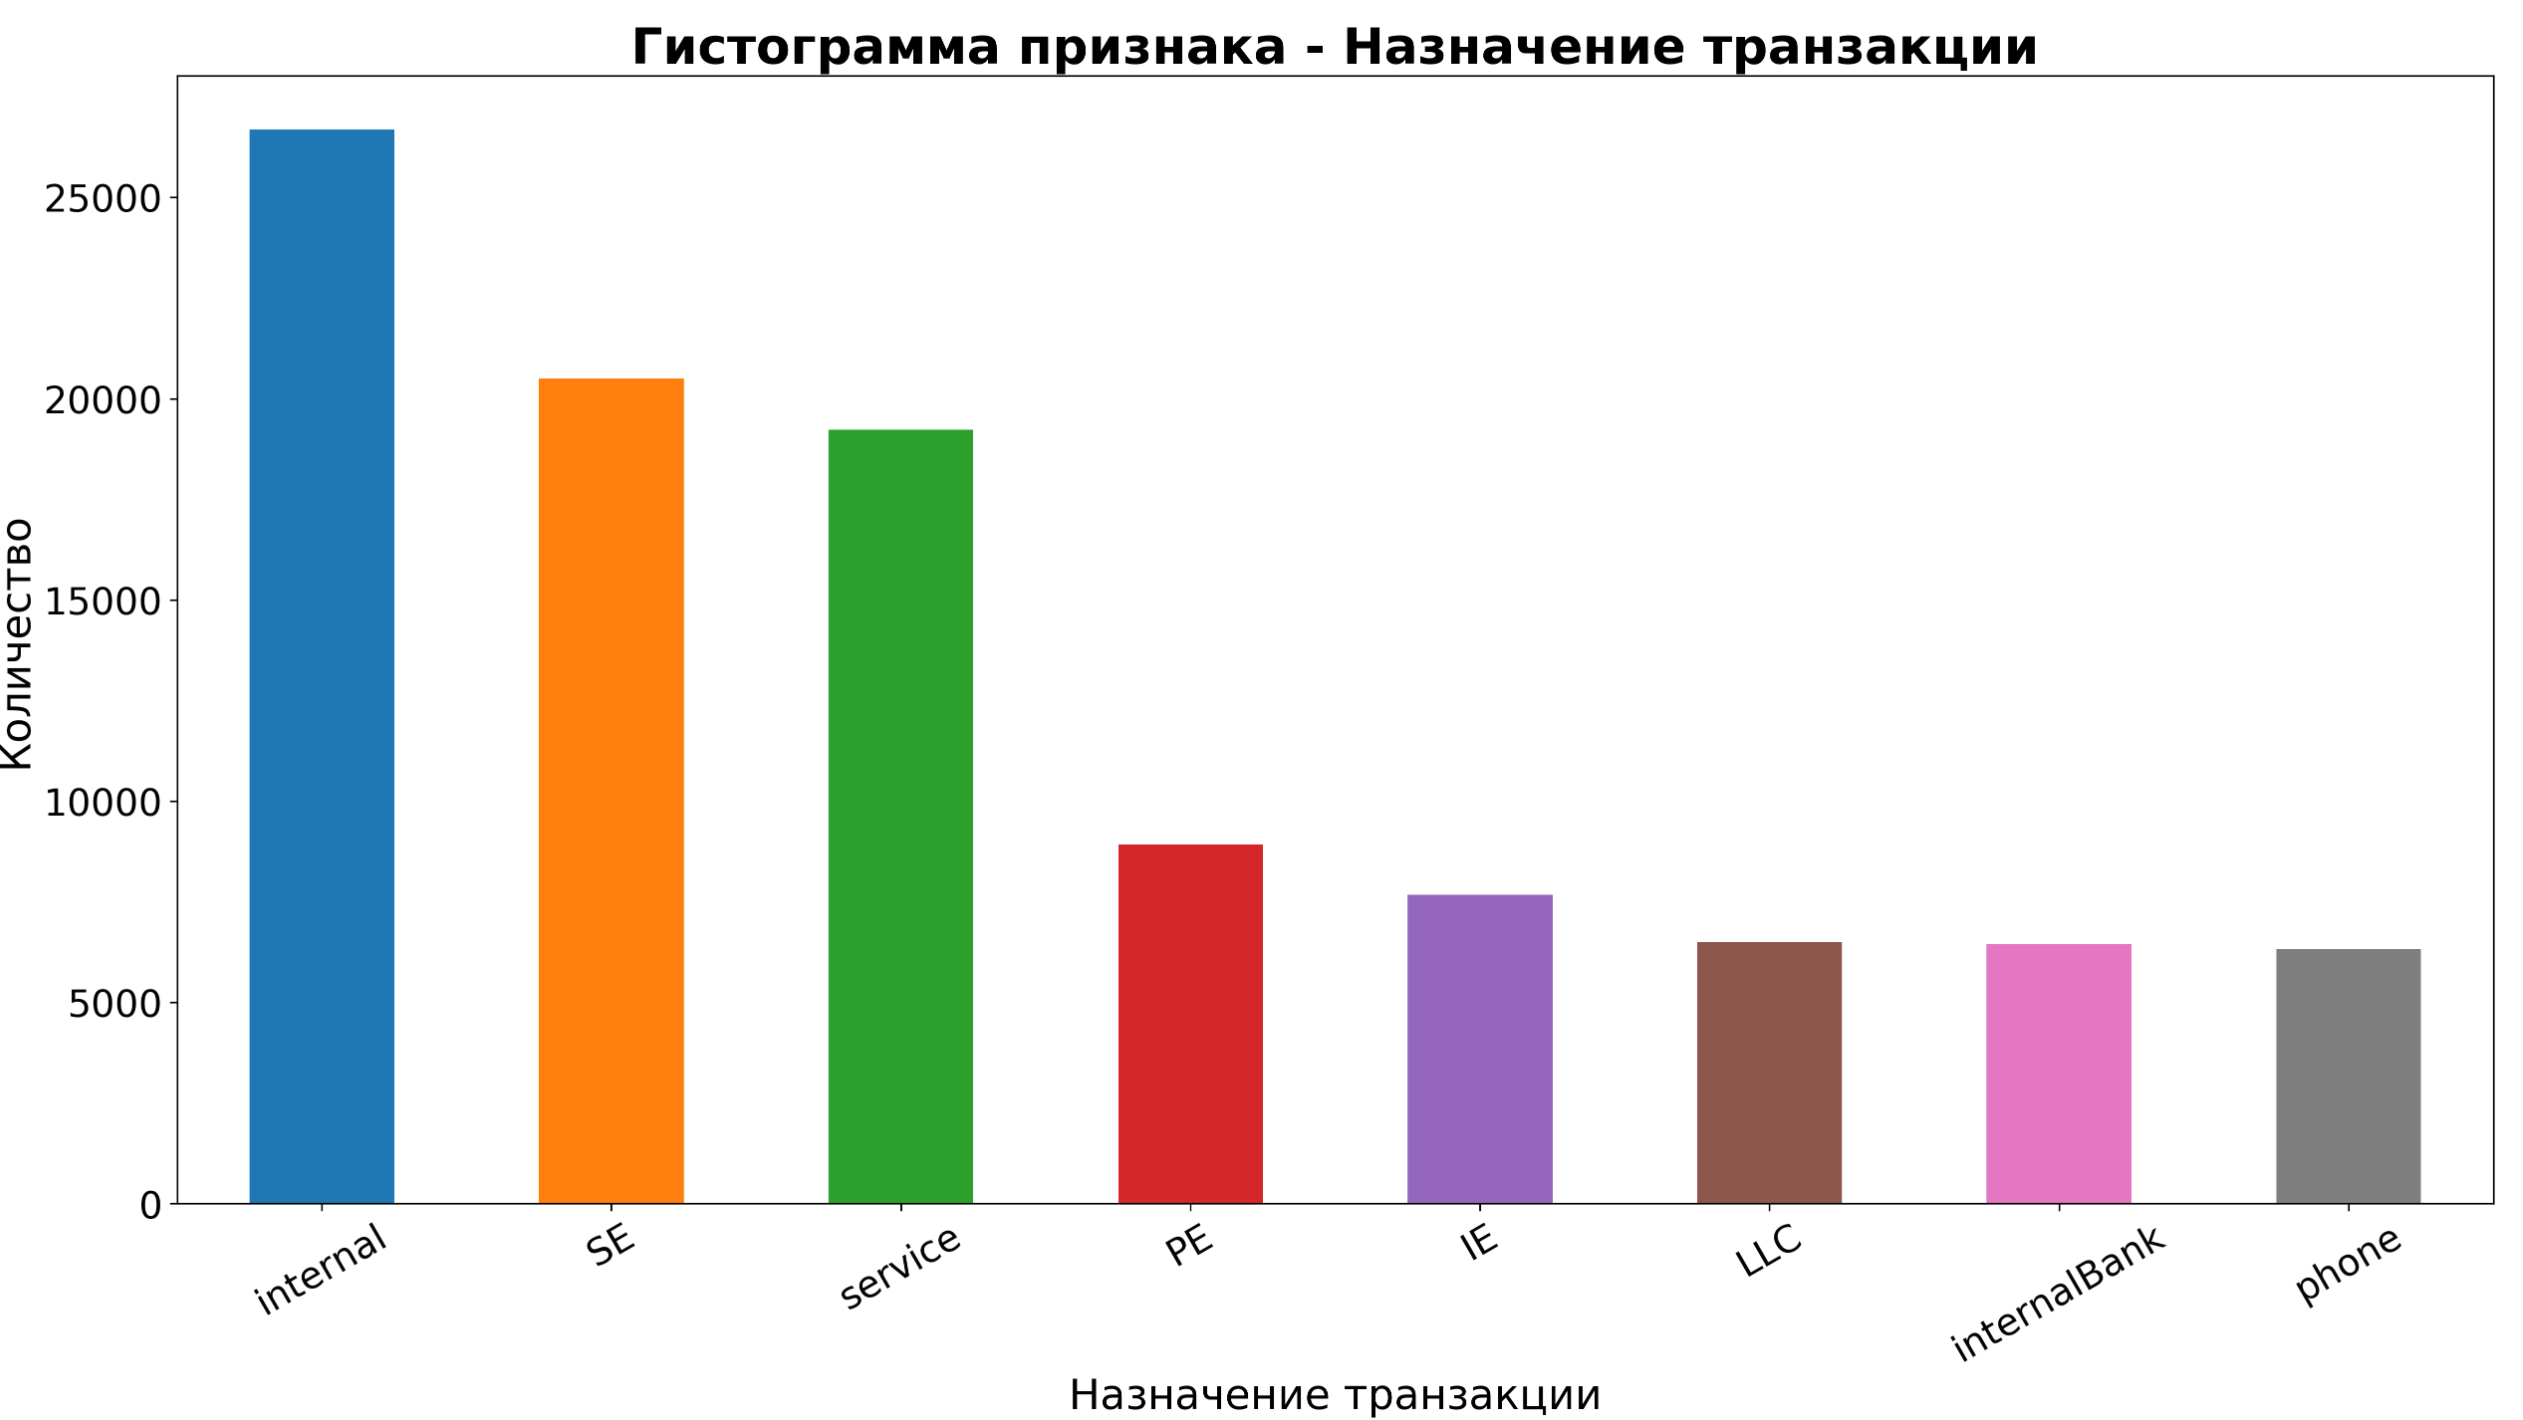 Гистограмма признака - Назначение транзакции
Количество
25000
20000
15000
10000
5000
0
internal
SE
service
PE
IE
LLC
internalBank
phone
Назначение транзакции